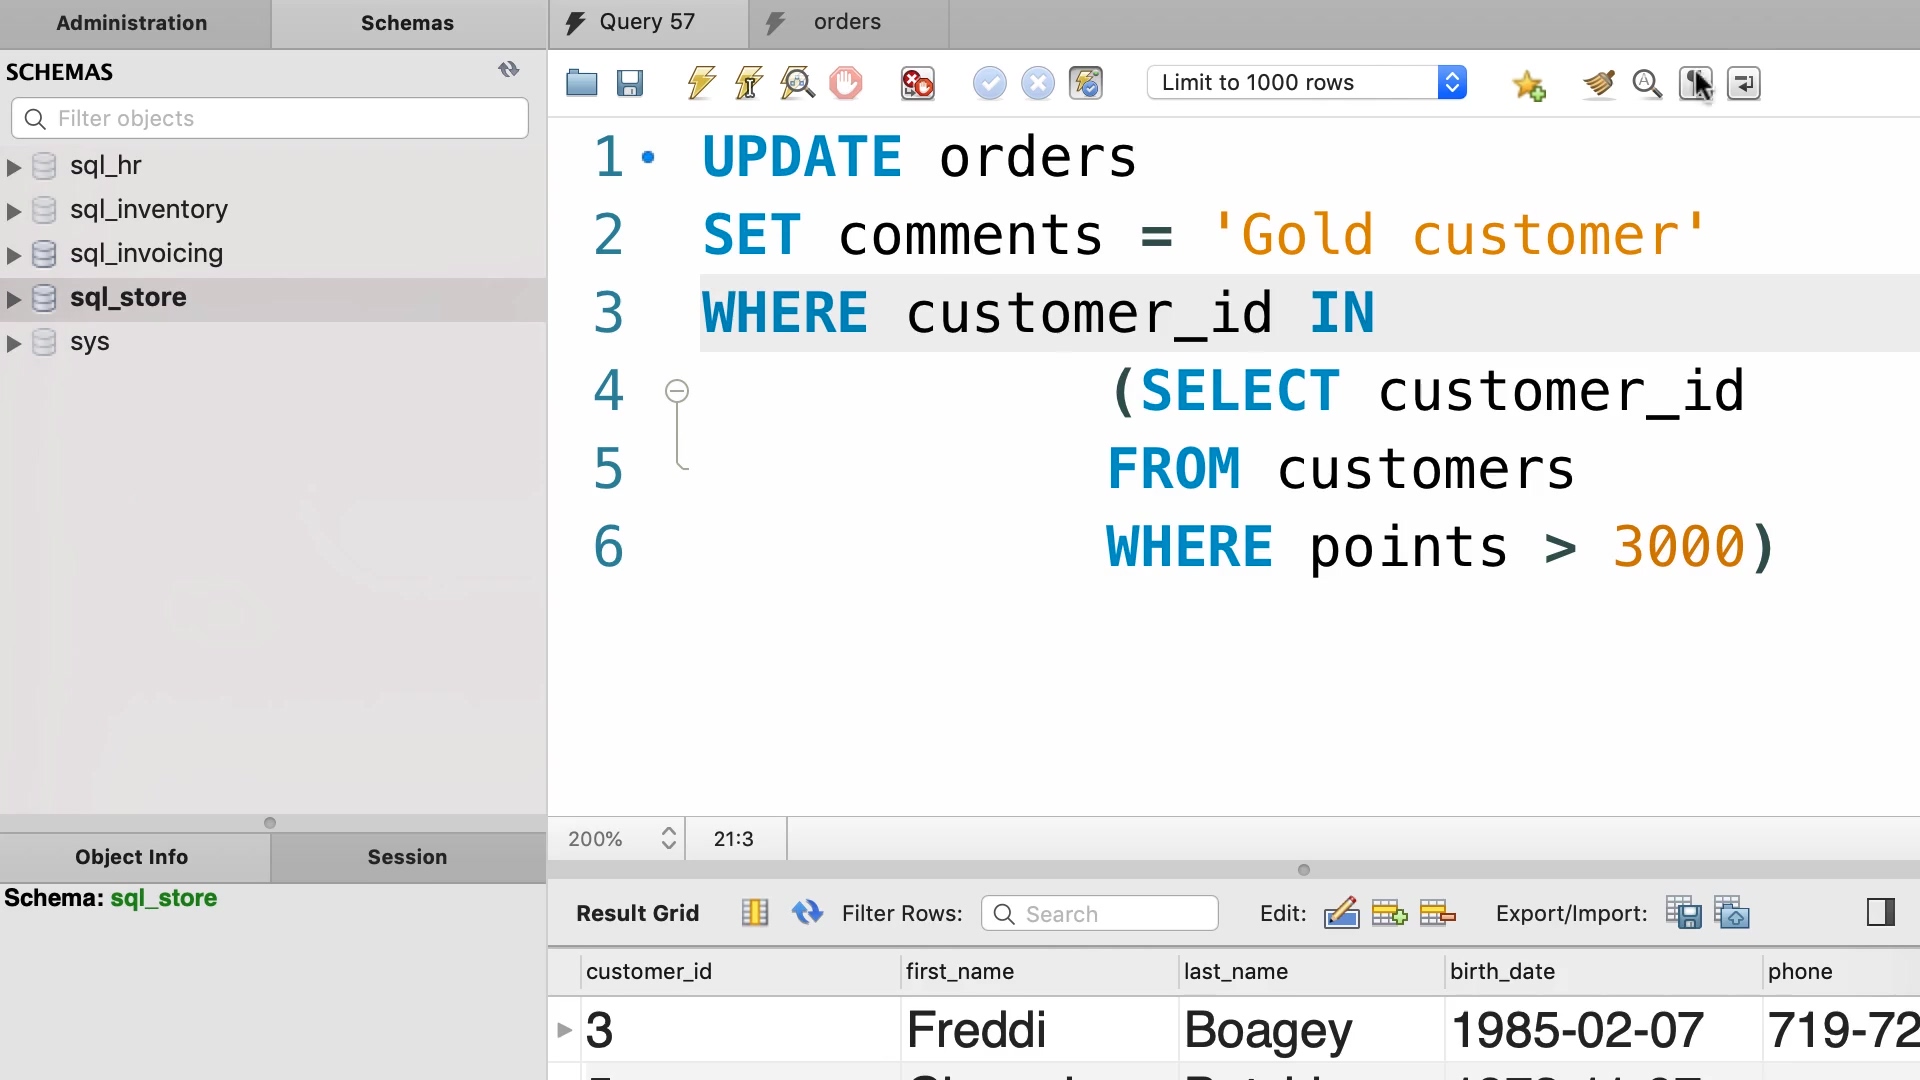 Administration
Schemas
Query 57
orders
SCHEMAS
Limit to 1000 rows
Filter objects
sql_hr
sql_inventory
sql_invoicing
sql_store
sys
1 UPDATE orders
2 SET comments = 'Gold customer'
3 WHERE customer_id IN
4 (SELECT customer_id
5 FROM customers
6 WHERE points > 3000)
200%
21:3
Object Info
Session
Schema: sql_store
Result Grid
Filter Rows:
Search
Edit:
Export/Import:
customer_id first_name last_name birth_date phone
3 Freddi Boagey 1985-02-07 719-72